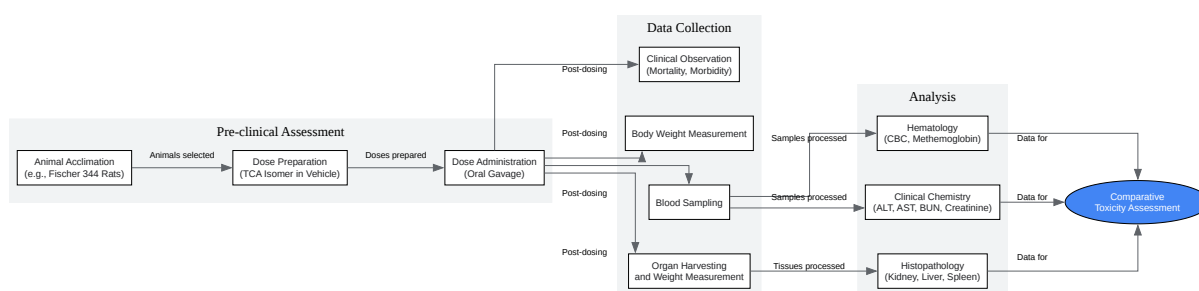 Pre-clinical Assessment
Animal Acclimation
(e.g., Fischer 344 Rats)
Animals selected
Dose Preparation
(TCA Isomer in Vehicle)
Doses prepared
Dose Administration
(Oral Gavage)
Post-dosing
Post-dosing
Post-dosing
Post-dosing
Data Collection
Clinical Observation
(Mortality, Morbidity)
Body Weight Measurement
Blood Sampling
Organ Harvesting
and Weight Measurement
Samples processed
Samples processed
Tissues processed
Analysis
Hematology
(CBC, Methemoglobin)
Clinical Chemistry
(ALT, AST, BUN, Creatinine)
Histopathology
(Kidney, Liver, Spleen)
Data for
Data for
Data for
Comparative
Toxicity Assessment